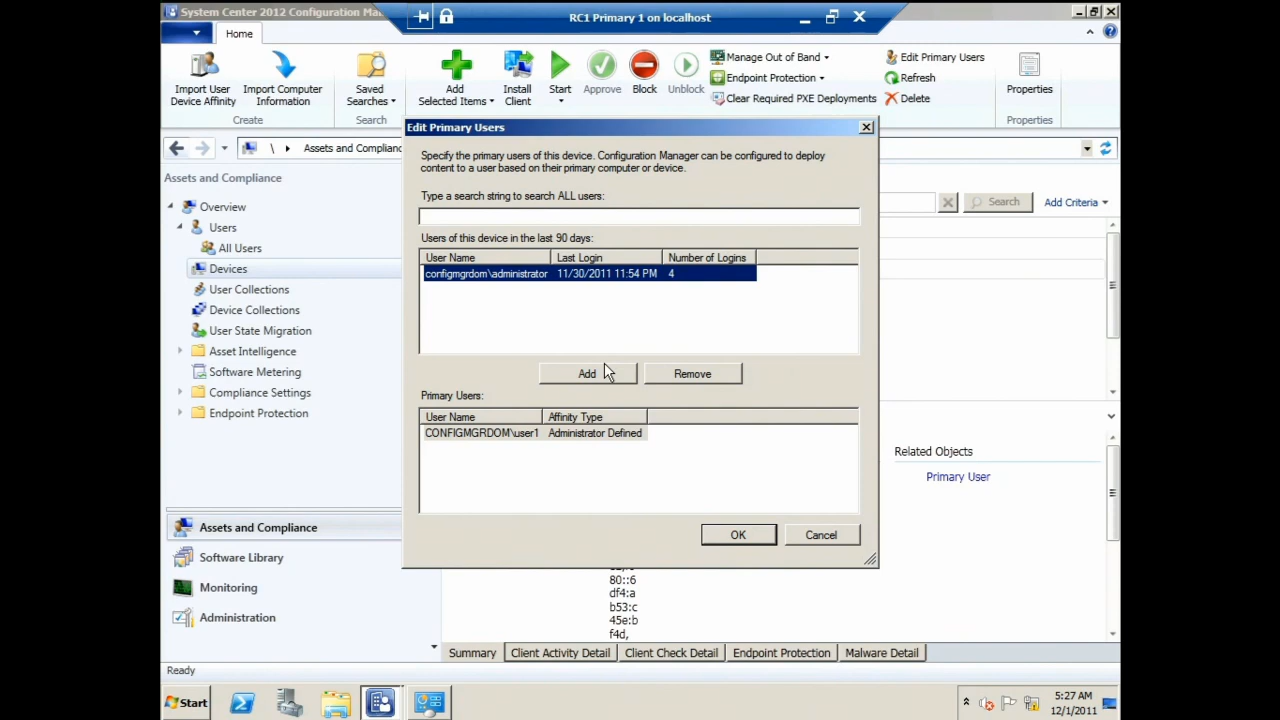 System Center 2012 Configuration Ma
RC1 Primary 1 on localhost
Home
Import User
Device Affinity
Import Computer
Information
Create
Saved
Searches
Search
Add
Selected Items
Install
Client
Start
Approve
Block
Unblock
Manage Out of Band
Endpoint Protection
Clear Required PXE Deployments
Edit Primary Users
Refresh
Delete
Properties
Properties
\ Assets and Complianc
Assets and Compliance
Overview
Users
All Users
Devices
User Collections
Device Collections
User State Migration
Asset Intelligence
Software Metering
Compliance Settings
Endpoint Protection
Assets and Compliance
Software Library
Monitoring
Administration
Edit Primary Users
Specify the primary users of this device. Configuration Manager can be configured to deploy
content to a user based on their primary computer or device.
Type a search string to search ALL users:
Users of this device in the last 90 days:
User Name Last Login Number of Logins
configmgrdom\administrator 11/30/2011 11:54 PM 4
Add Remove
Primary Users:
User Name Affinity Type
CONFIGMGRDOM\user1 Administrator Defined
OK Cancel
Search Add Criteria
Related Objects
Primary User
80::6
df4:a
b53:c
45e:b
f4d,
Summary Client Activity Detail Client Check Detail Endpoint Protection Malware Detail
Ready
Start
5:27 AM
12/1/2011